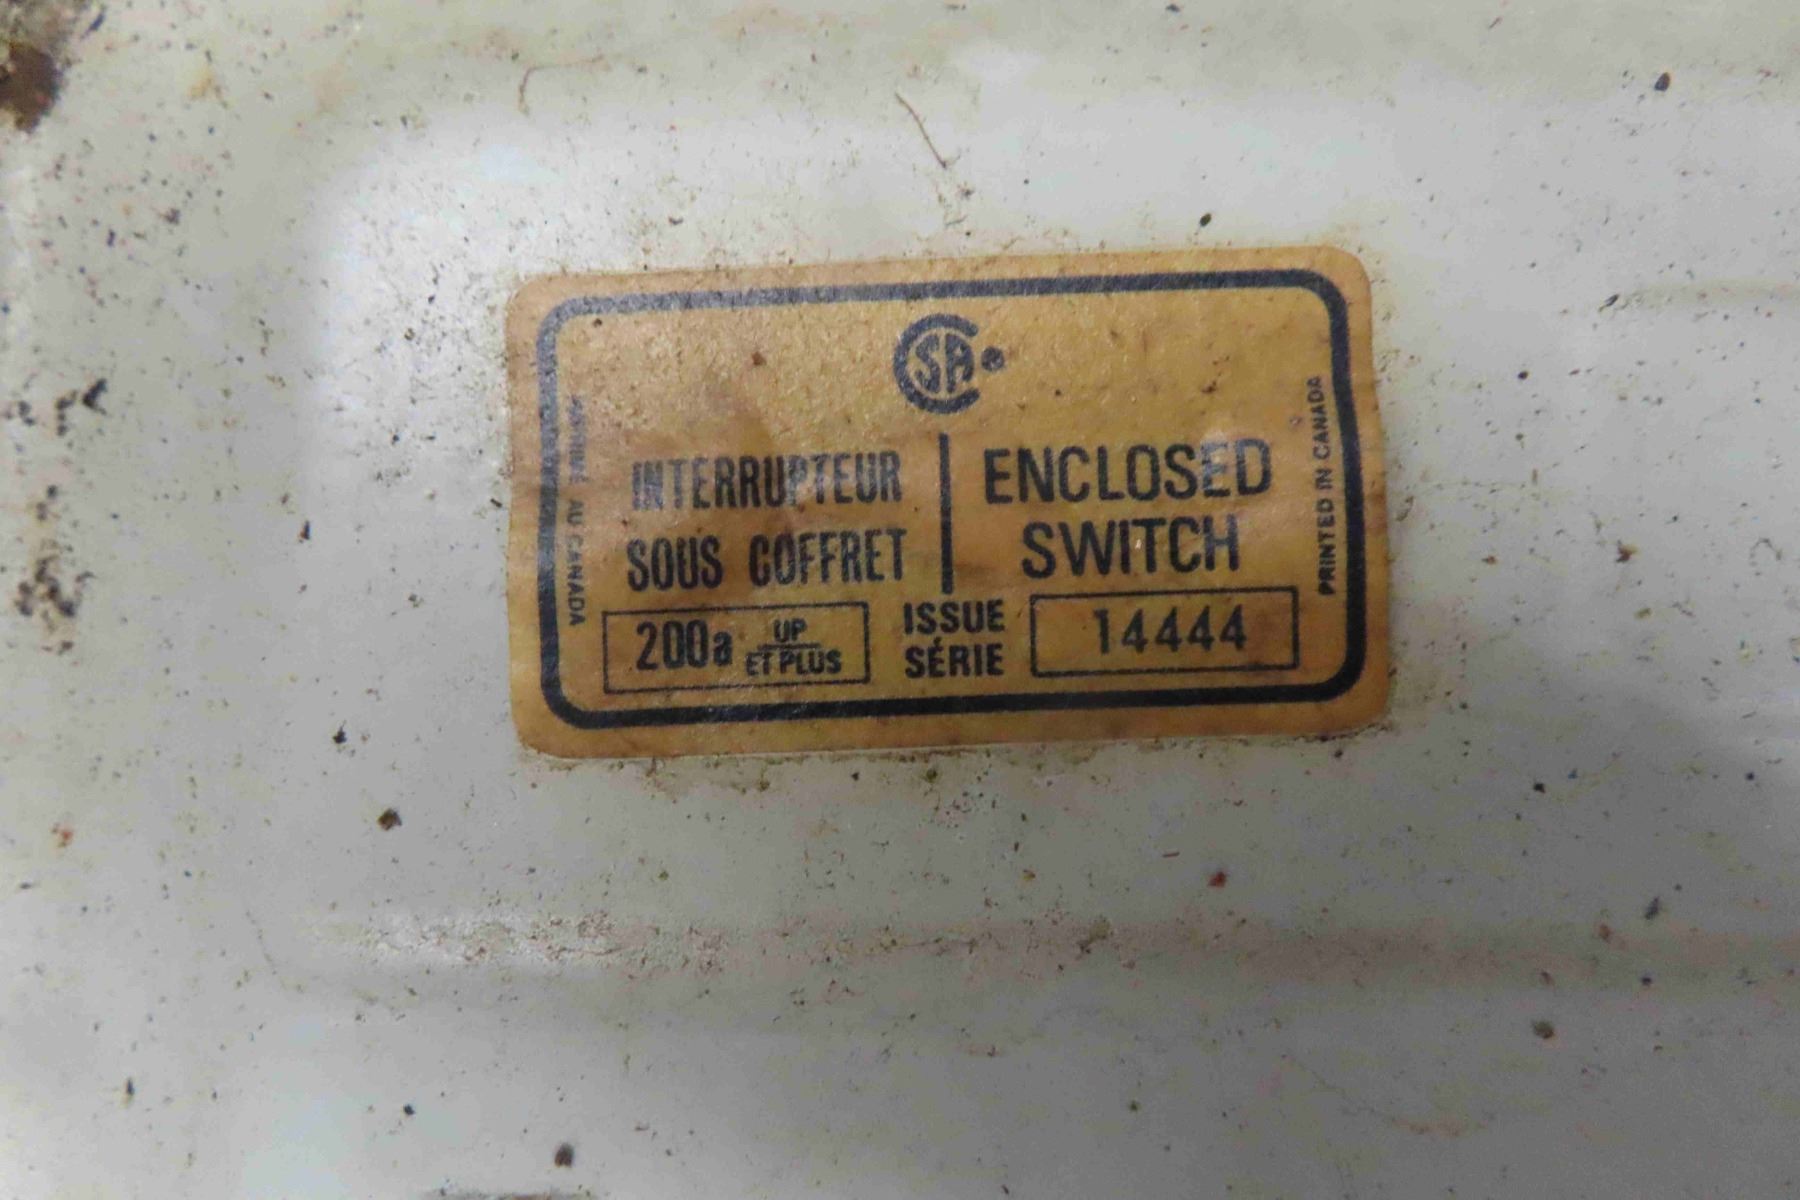 CSA
INTERRUPTEUR
SOUS COFFRET
ENCLOSED
SWITCH
200a UP
ET PLUS
ISSUE
SÉRIE
14444
IMPRIMÉ AU CANADA
PRINTED IN CANADA